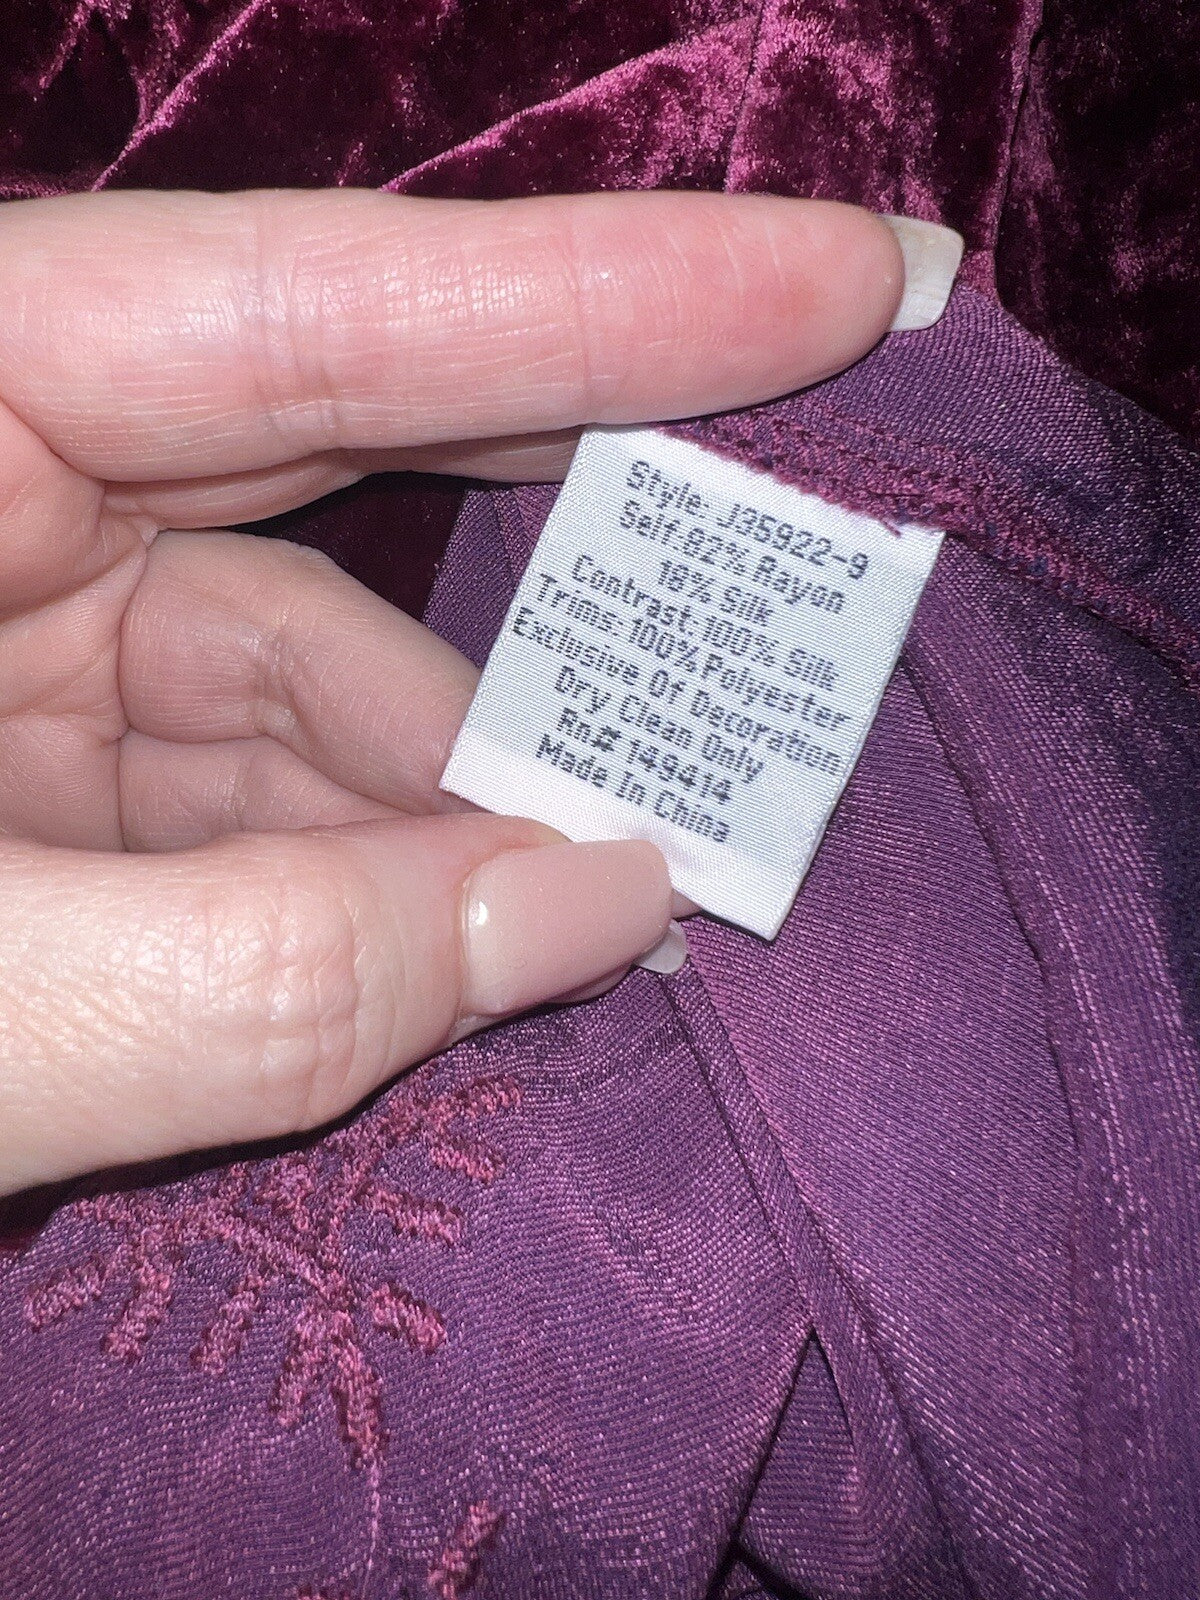 Style: J35922-9
Self:82% Rayon
18% Silk
Contrast: 100% Silk
Trims: 100% Polyester
Exclusive Of Decoration
Dry Clean Only
Rn# 149414
Made In China